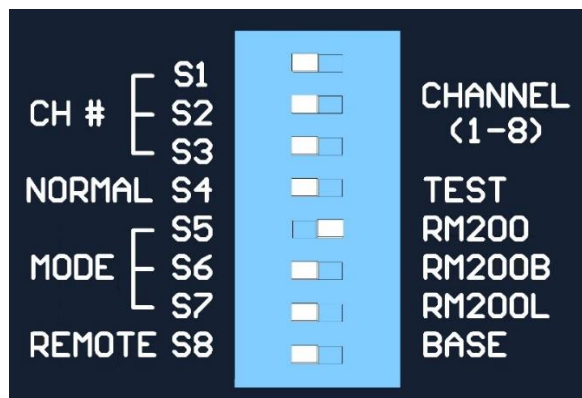 S1
CH # S2 CHANNEL
S3 (1-8)
NORMAL S4 TEST
S5 RM200
MODE S6 RM200B
S7 RM200L
REMOTE S8 BASE